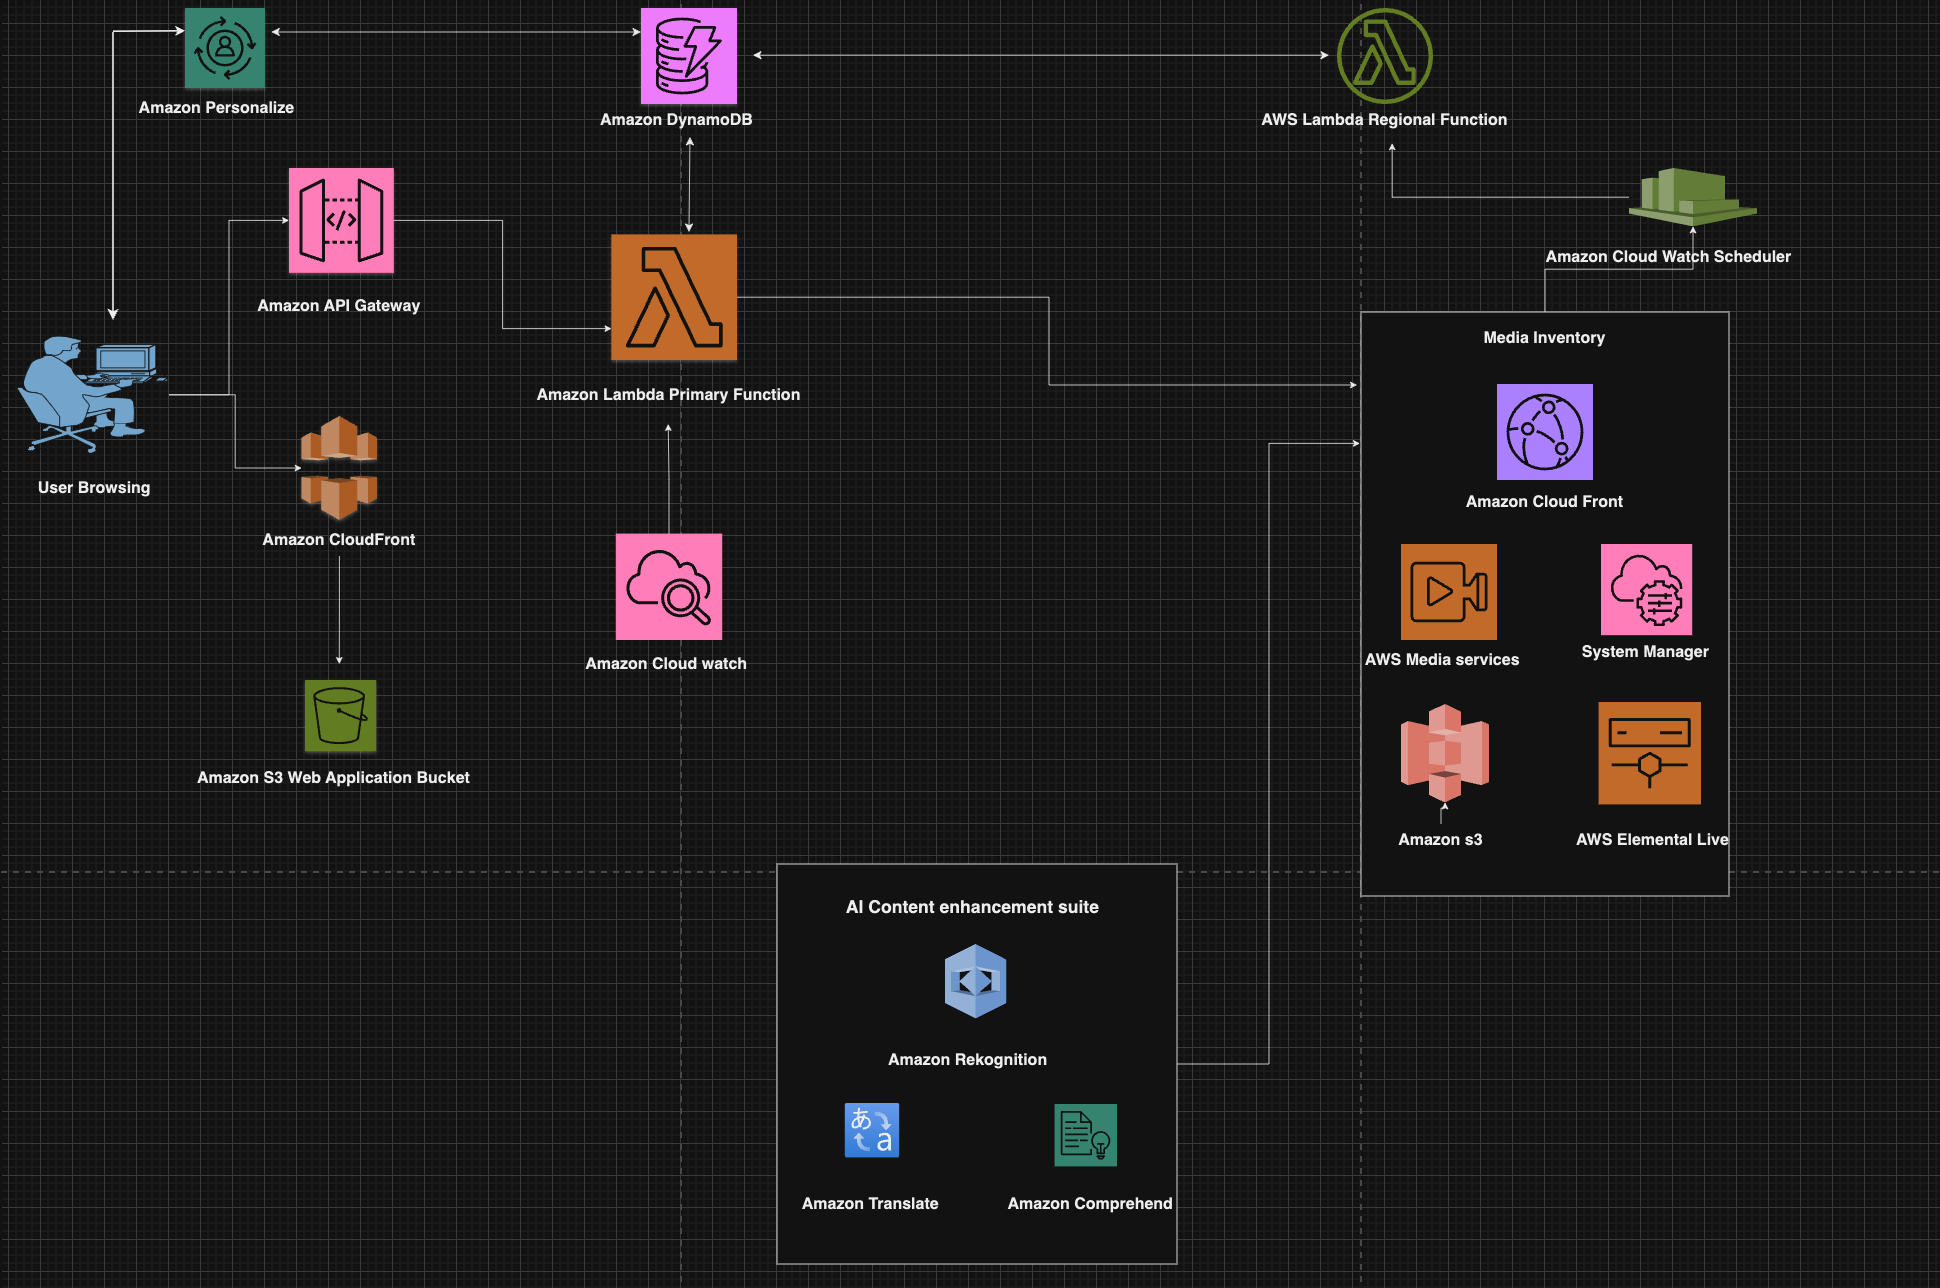 Amazon Personalize
Amazon DynamoDB
AWS Lambda Regional Function
</>
Amazon API Gateway
Amazon Cloud Watch Scheduler
Amazon Lambda Primary Function
User Browsing
Amazon CloudFront
Amazon Cloud watch
Amazon S3 Web Application Bucket
Media Inventory
Amazon Cloud Front
AWS Media services
System Manager
Amazon s3
AWS Elemental Live
AI Content enhancement suite
Amazon Rekognition
あ
a
Amazon Translate
Amazon Comprehend